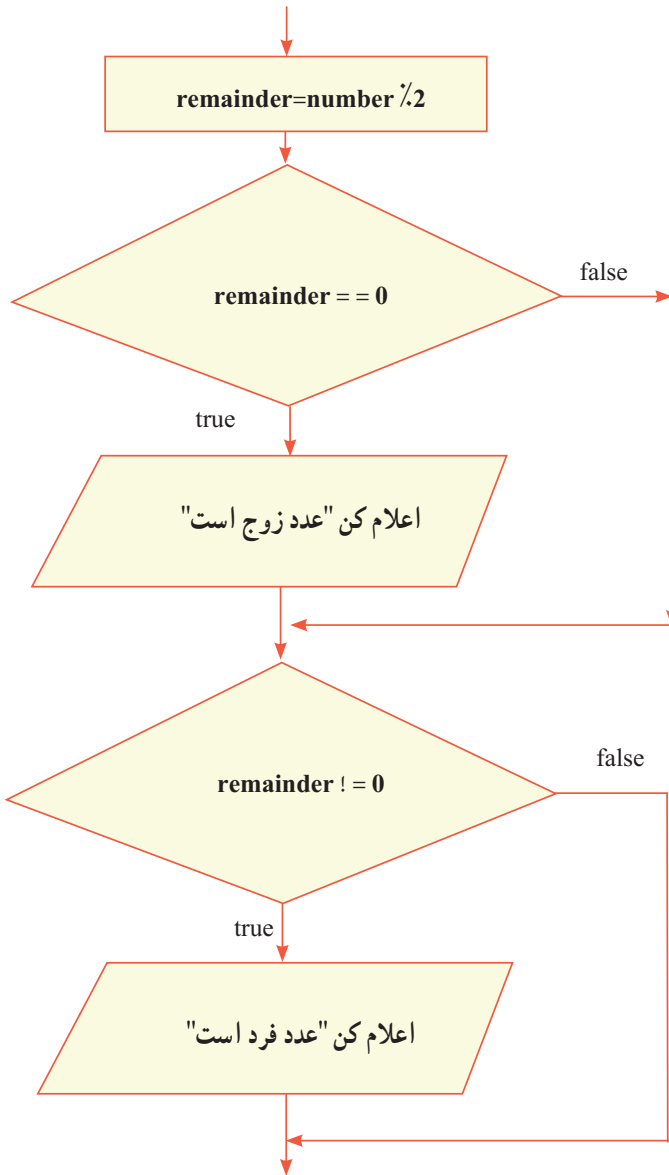 remainder=number ٪2
remainder = = 0
false
true
اعلام کن "عدد زوج است"
remainder ! = 0
false
true
اعلام کن "عدد فرد است"